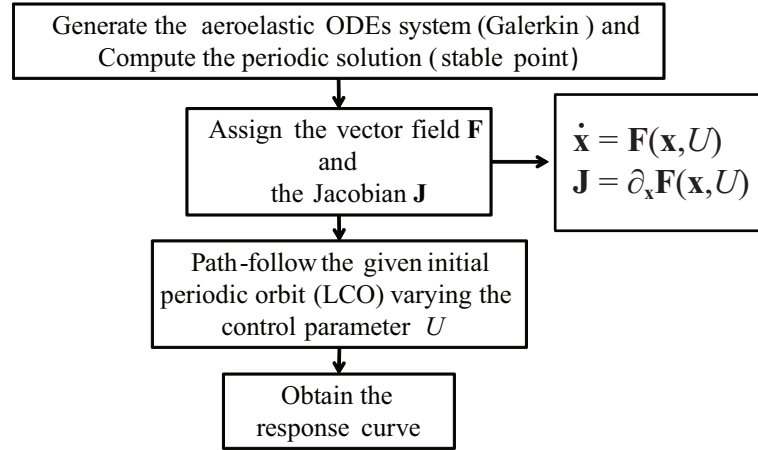 Generate the aeroelastic ODEs system (Galerkin ) and
Compute the periodic solution ( stable point)
Assign the vector field F
and
the Jacobian J
ẋ = F(x,U)
J = ∂ₓF(x,U)
Path-follow the given initial
periodic orbit (LCO) varying the
control parameter U
Obtain the
response curve